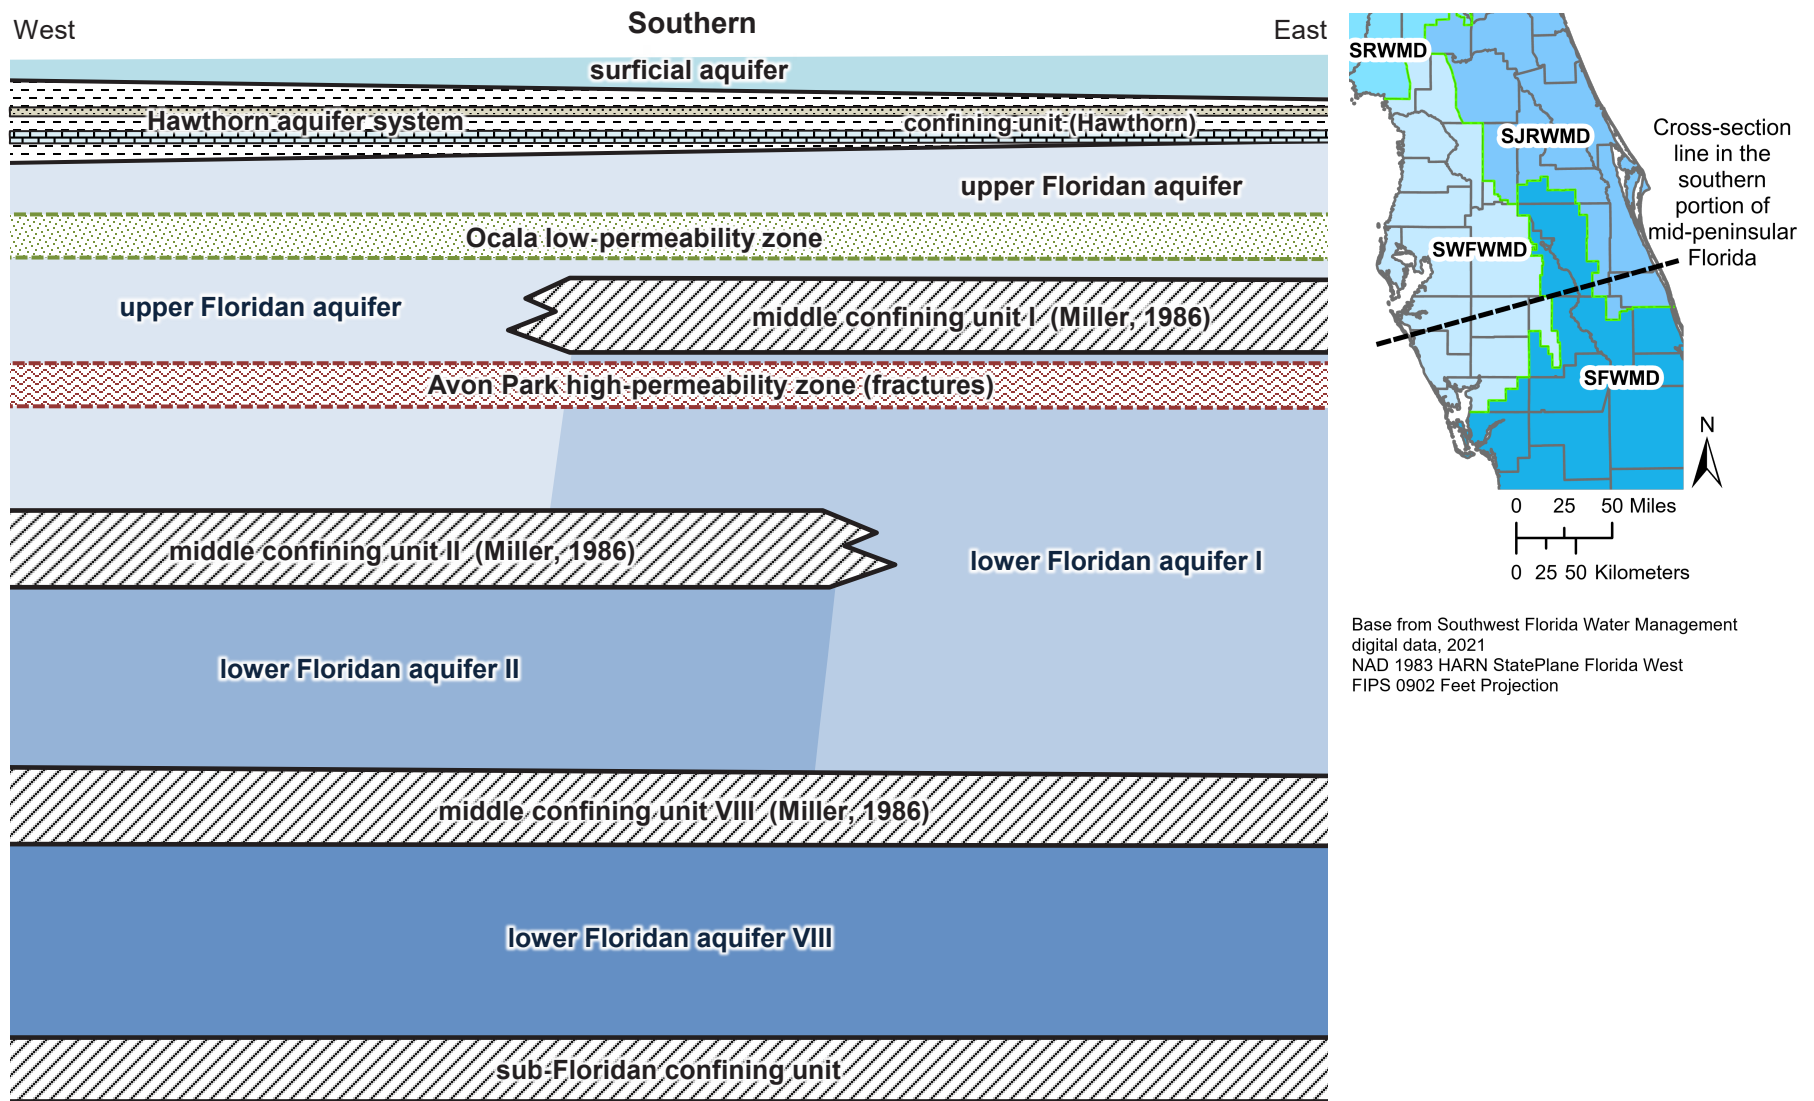 West
Southern
East
surficial aquifer
Hawthorn aquifer system
confining unit (Hawthorn)
upper Floridan aquifer
Ocala low-permeability zone
upper Floridan aquifer
middle confining unit I  (Miller, 1986)
Avon Park high-permeability zone (fractures)
middle confining unit II  (Miller, 1986)
lower Floridan aquifer I
lower Floridan aquifer II
middle confining unit VIII  (Miller, 1986)
lower Floridan aquifer VIII
sub-Floridan confining unit
SRWMD
SJRWMD
SWFWMD
SFWMD
Cross-section
line in the
southern
portion of
mid-peninsular
Florida
N
0 25 50 Miles
0 25 50 Kilometers
Base from Southwest Florida Water Management
digital data, 2021
NAD 1983 HARN StatePlane Florida West
FIPS 0902 Feet Projection